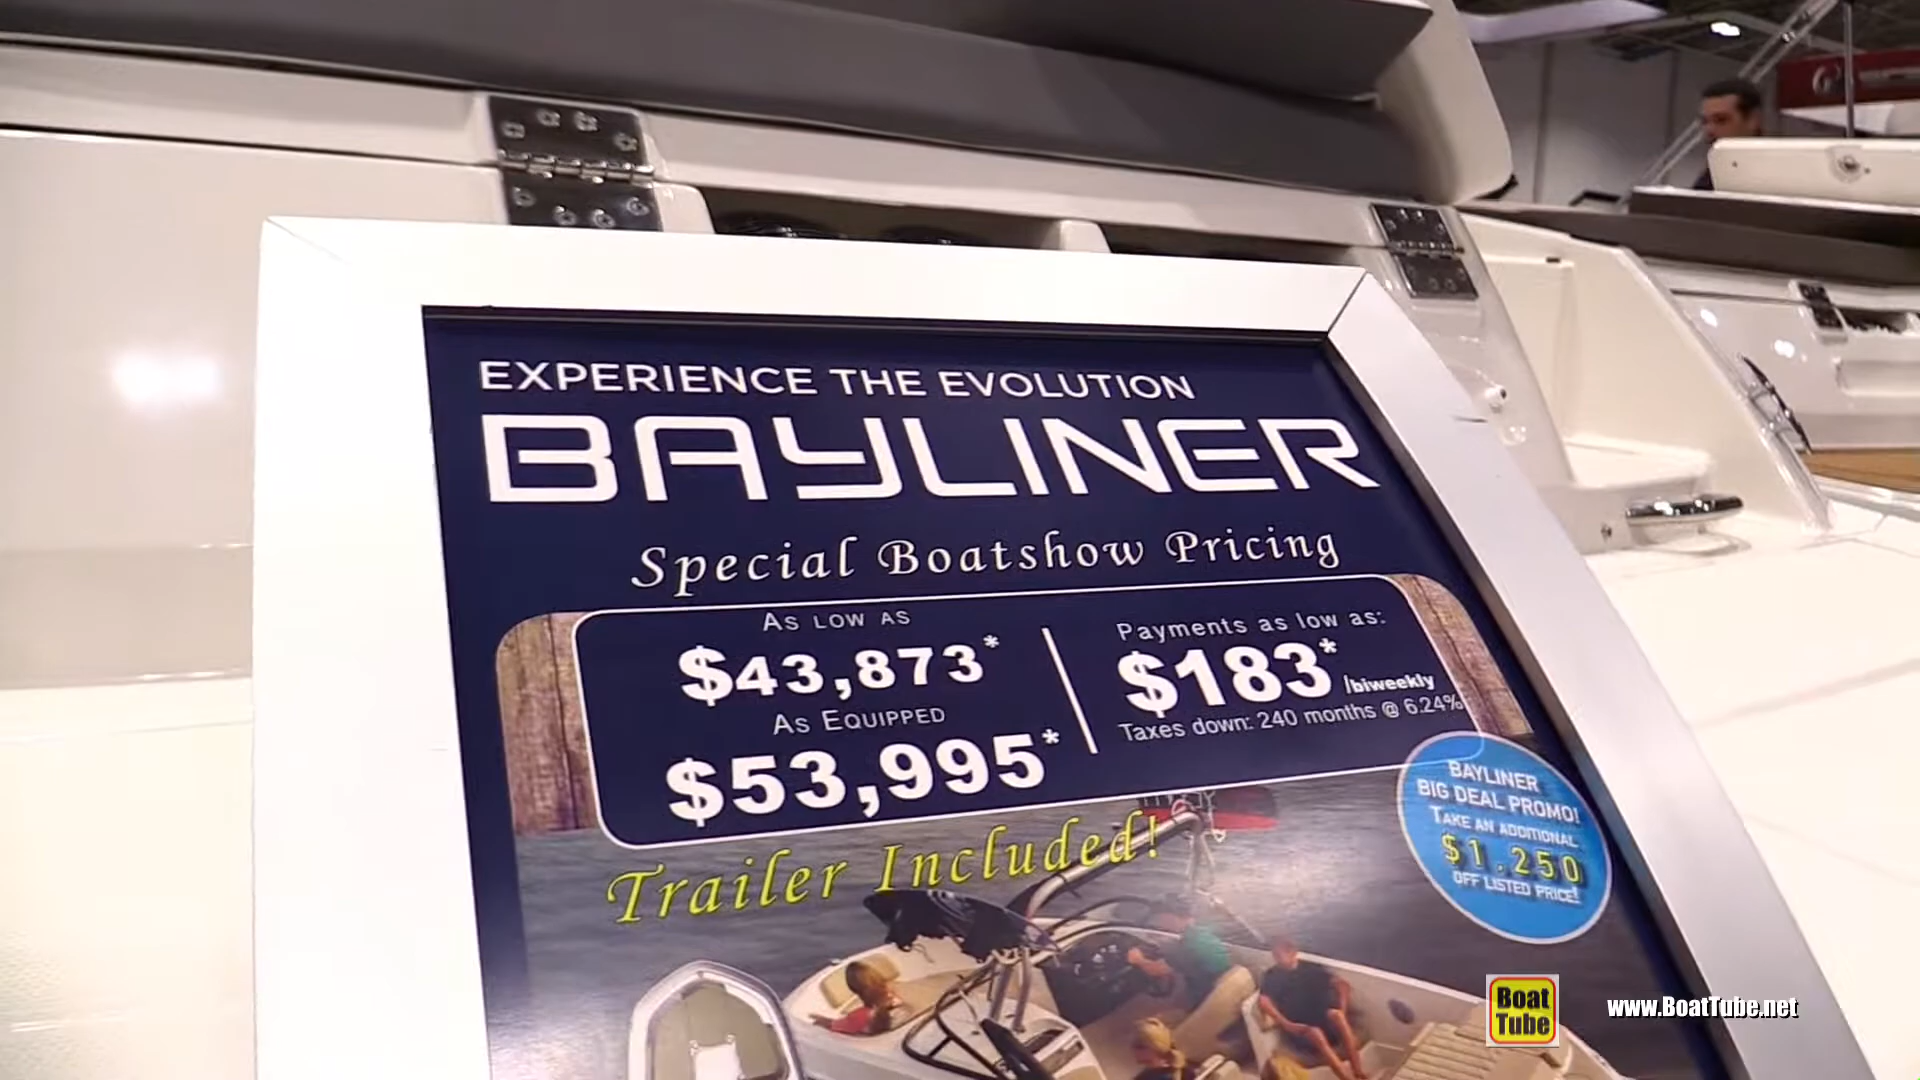 EXPERIENCE THE EVOLUTION
BAYLINER
Special Boatshow Pricing
AS LOW AS
$43,873*
AS EQUIPPED
$53,995*
Payments as low as:
$183* /biweekly
Taxes down: 240 months @ 6.24%
Trailer Included!
BAYLINER
BIG DEAL PROMO!
TAKE AN ADDITIONAL
$1,250
OFF LISTED PRICE!
Boat
Tube
www.BoatTube.net